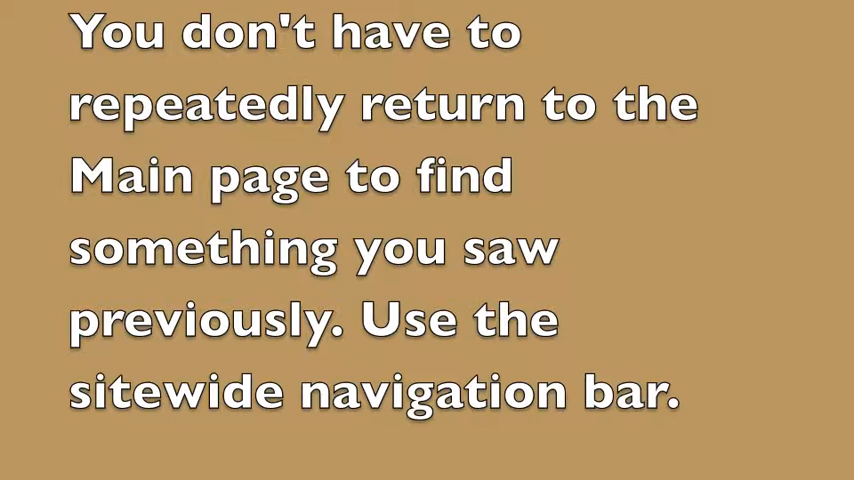 You don't have to
repeatedly return to the
Main page to find
something you saw
previously. Use the
sitewide navigation bar.